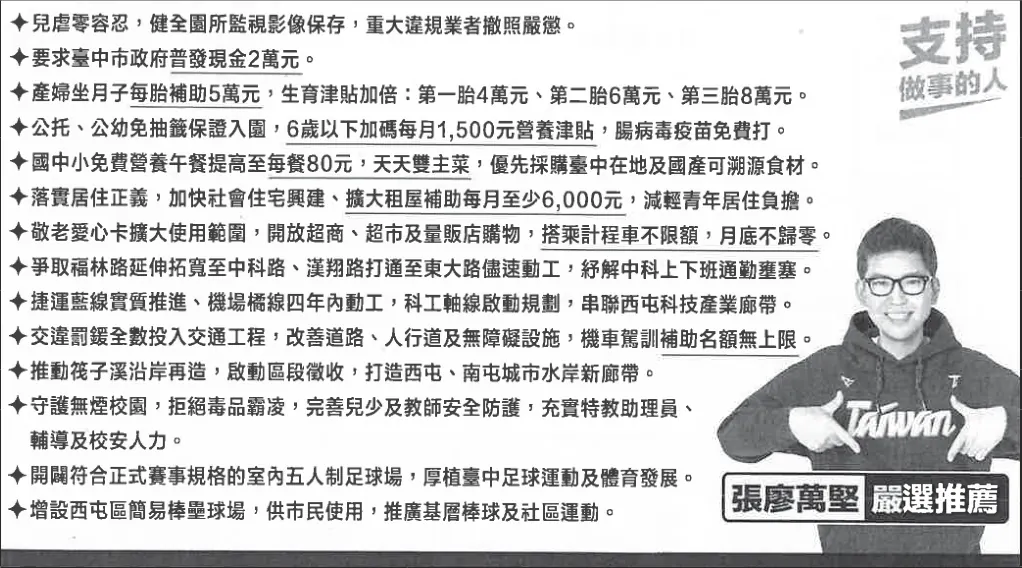 ✦兒虐零容忍,健全園所監視影像保存,重大違規業者撤照嚴懲。
✦要求臺中市政府普發現金2萬元。
✦產婦坐月子每胎補助5萬元,生育津貼加倍:第一胎4萬元、第二胎6萬元、第三胎8萬元。
✦公托、公幼免抽籤保證入園,6歲以下加碼每月1,500元營養津貼,腸病毒疫苗免費打。
✦國中小免費營養午餐提高至每餐80元,天天雙主菜,優先採購臺中在地及國產可溯源食材。
✦落實居住正義,加快社會住宅興建、擴大租屋補助每月至少6,000元,減輕青年居住負擔。
✦敬老愛心卡擴大使用範圍,開放超商、超市及量販店購物,搭乘計程車不限額,月底不歸零。
✦爭取福林路延伸拓寬至中科路、漢翔路打通至東大路儘速動工,紓解中科上下班通勤壅塞。
✦捷運藍線實質推進、機場橘線四年內動工,科工軸線啟動規劃,串聯西屯科技產業廊帶。
✦交違罰鍰全數投入交通工程,改善道路、人行道及無障礙設施,機車駕訓補助名額無上限。
✦推動筏子溪沿岸再造,啟動區段徵收,打造西屯、南屯城市水岸新廊帶。
✦守護無煙校園,拒絕毒品霸凌,完善兒少及教師安全防護,充實特教助理員、
輔導及校安人力。
✦開闢符合正式賽事規格的室內五人制足球場,厚植臺中足球運動及體育發展。
✦增設西屯區簡易棒壘球場,供市民使用,推廣基層棒球及社區運動。
支持
做事的人
Taiwan
張廖萬堅 嚴選推薦